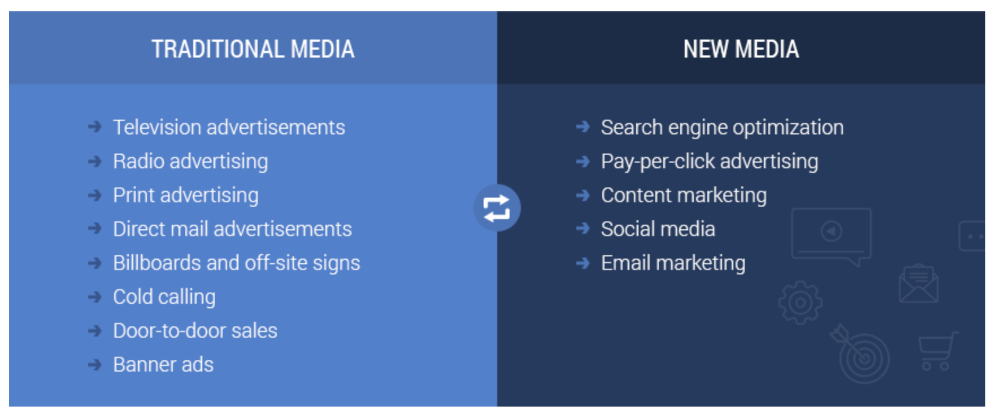 TRADITIONAL MEDIA
Television advertisements
Radio advertising
Print advertising
Direct mail advertisements
Billboards and off-site signs
Cold calling
Door-to-door sales
Banner ads
NEW MEDIA
Search engine optimization
Pay-per-click advertising
Content marketing
Social media
Email marketing